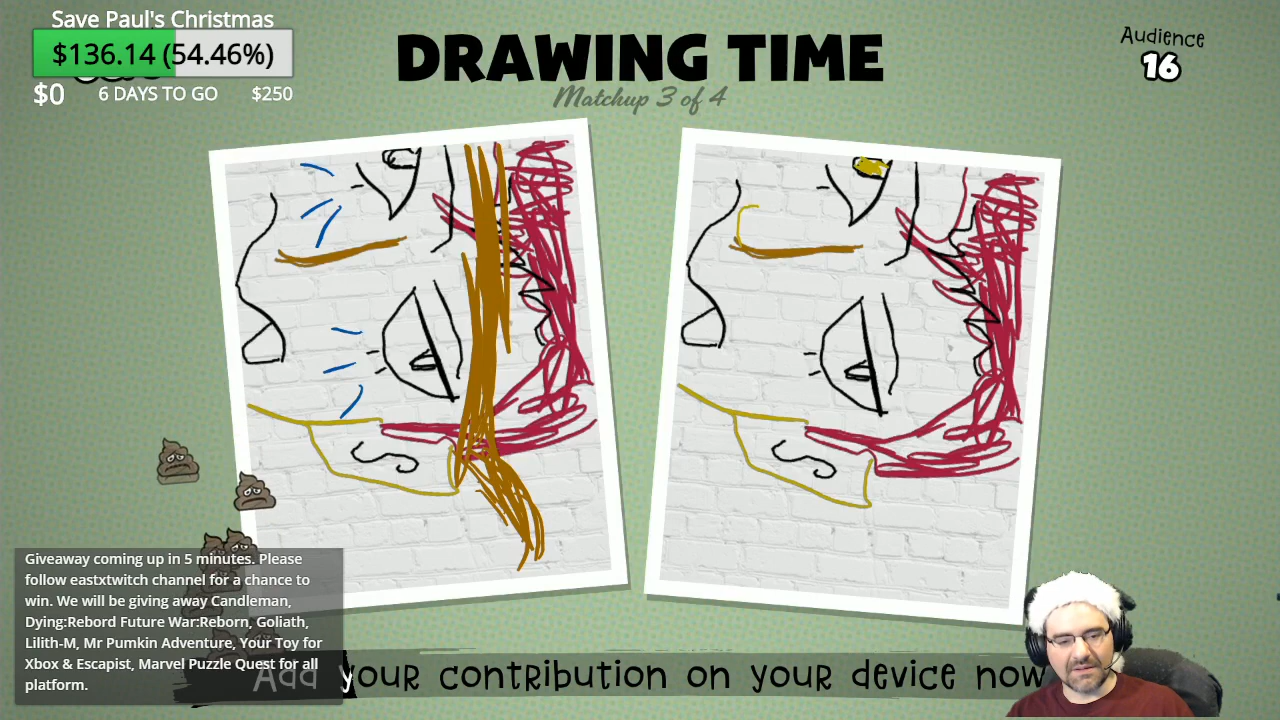 Save Paul's Christmas
$136.14 (54.46%)
$0 6 DAYS TO GO $250
DRAWING TIME
Matchup 3 of 4
Audience
16
S
S
Giveaway coming up in 5 minutes. Please
follow eastxtwitch channel for a chance to
win. We will be giving away Candleman,
Dying:Rebord Future War:Reborn, Goliath,
Lilith-M, Mr Pumkin Adventure, Your Toy for
Xbox & Escapist, Marvel Puzzle Quest for all
platform.
Add your contribution on your device now